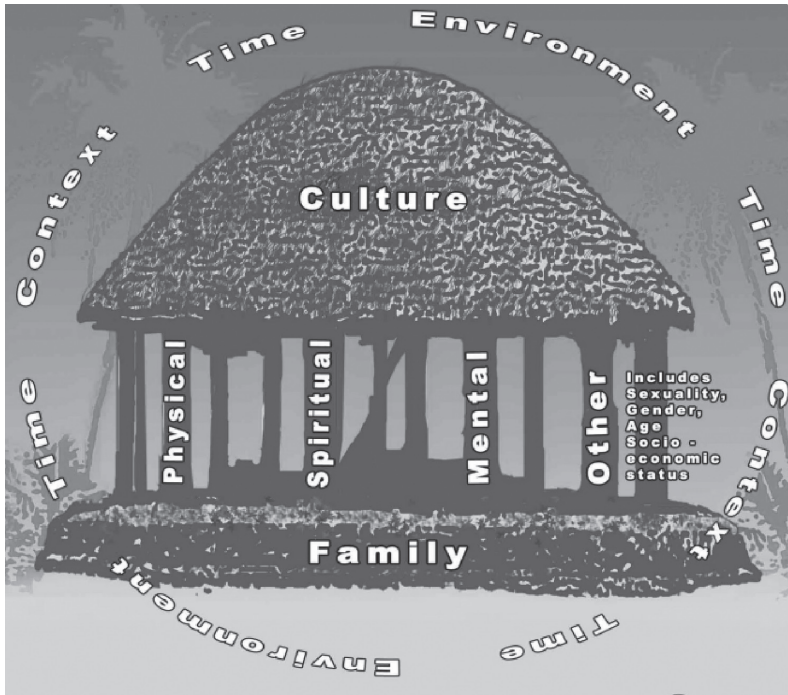 Time
Environment
Context
Time
Culture
Physical
Spiritual
Mental
Other
Includes
Sexuality,
Gender,
Age
Socio -
economic
status
Time
Context
Family
Environment
Time